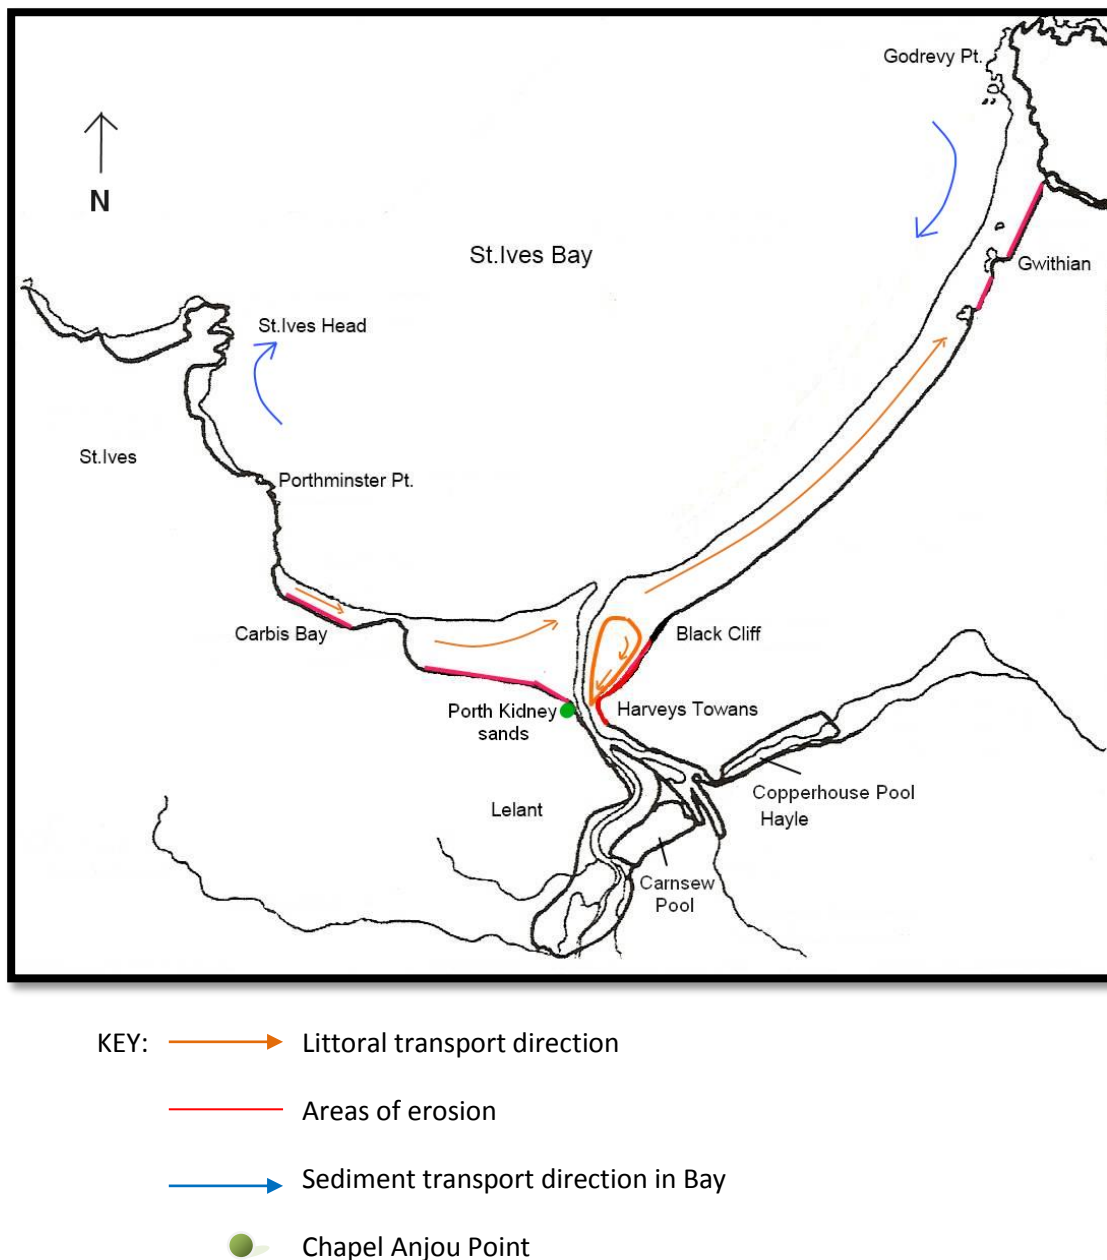 Godrevy Pt.
N
St.Ives Bay
Gwithian
St.Ives Head
St.Ives
Porthminster Pt.
Carbis Bay
Black Cliff
Porth Kidney
sands
Harveys Towans
Lelant
Copperhouse Pool
Hayle
Carnsew
Pool
KEY:
Littoral transport direction
Areas of erosion
Sediment transport direction in Bay
Chapel Anjou Point